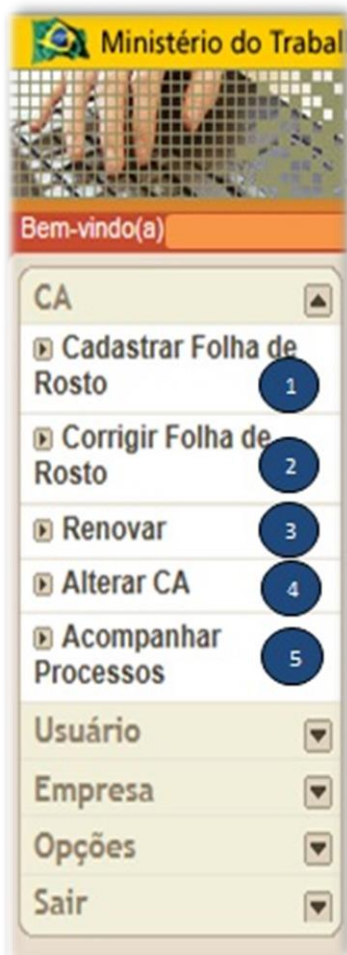 Ministério do Trabal
Bem-vindo(a)
CA
Cadastrar Folha de
Rosto
1
Corrigir Folha de
Rosto
2
Renovar
3
Alterar CA
4
Acompanhar
Processos
5
Usuário
Empresa
Opções
Sair